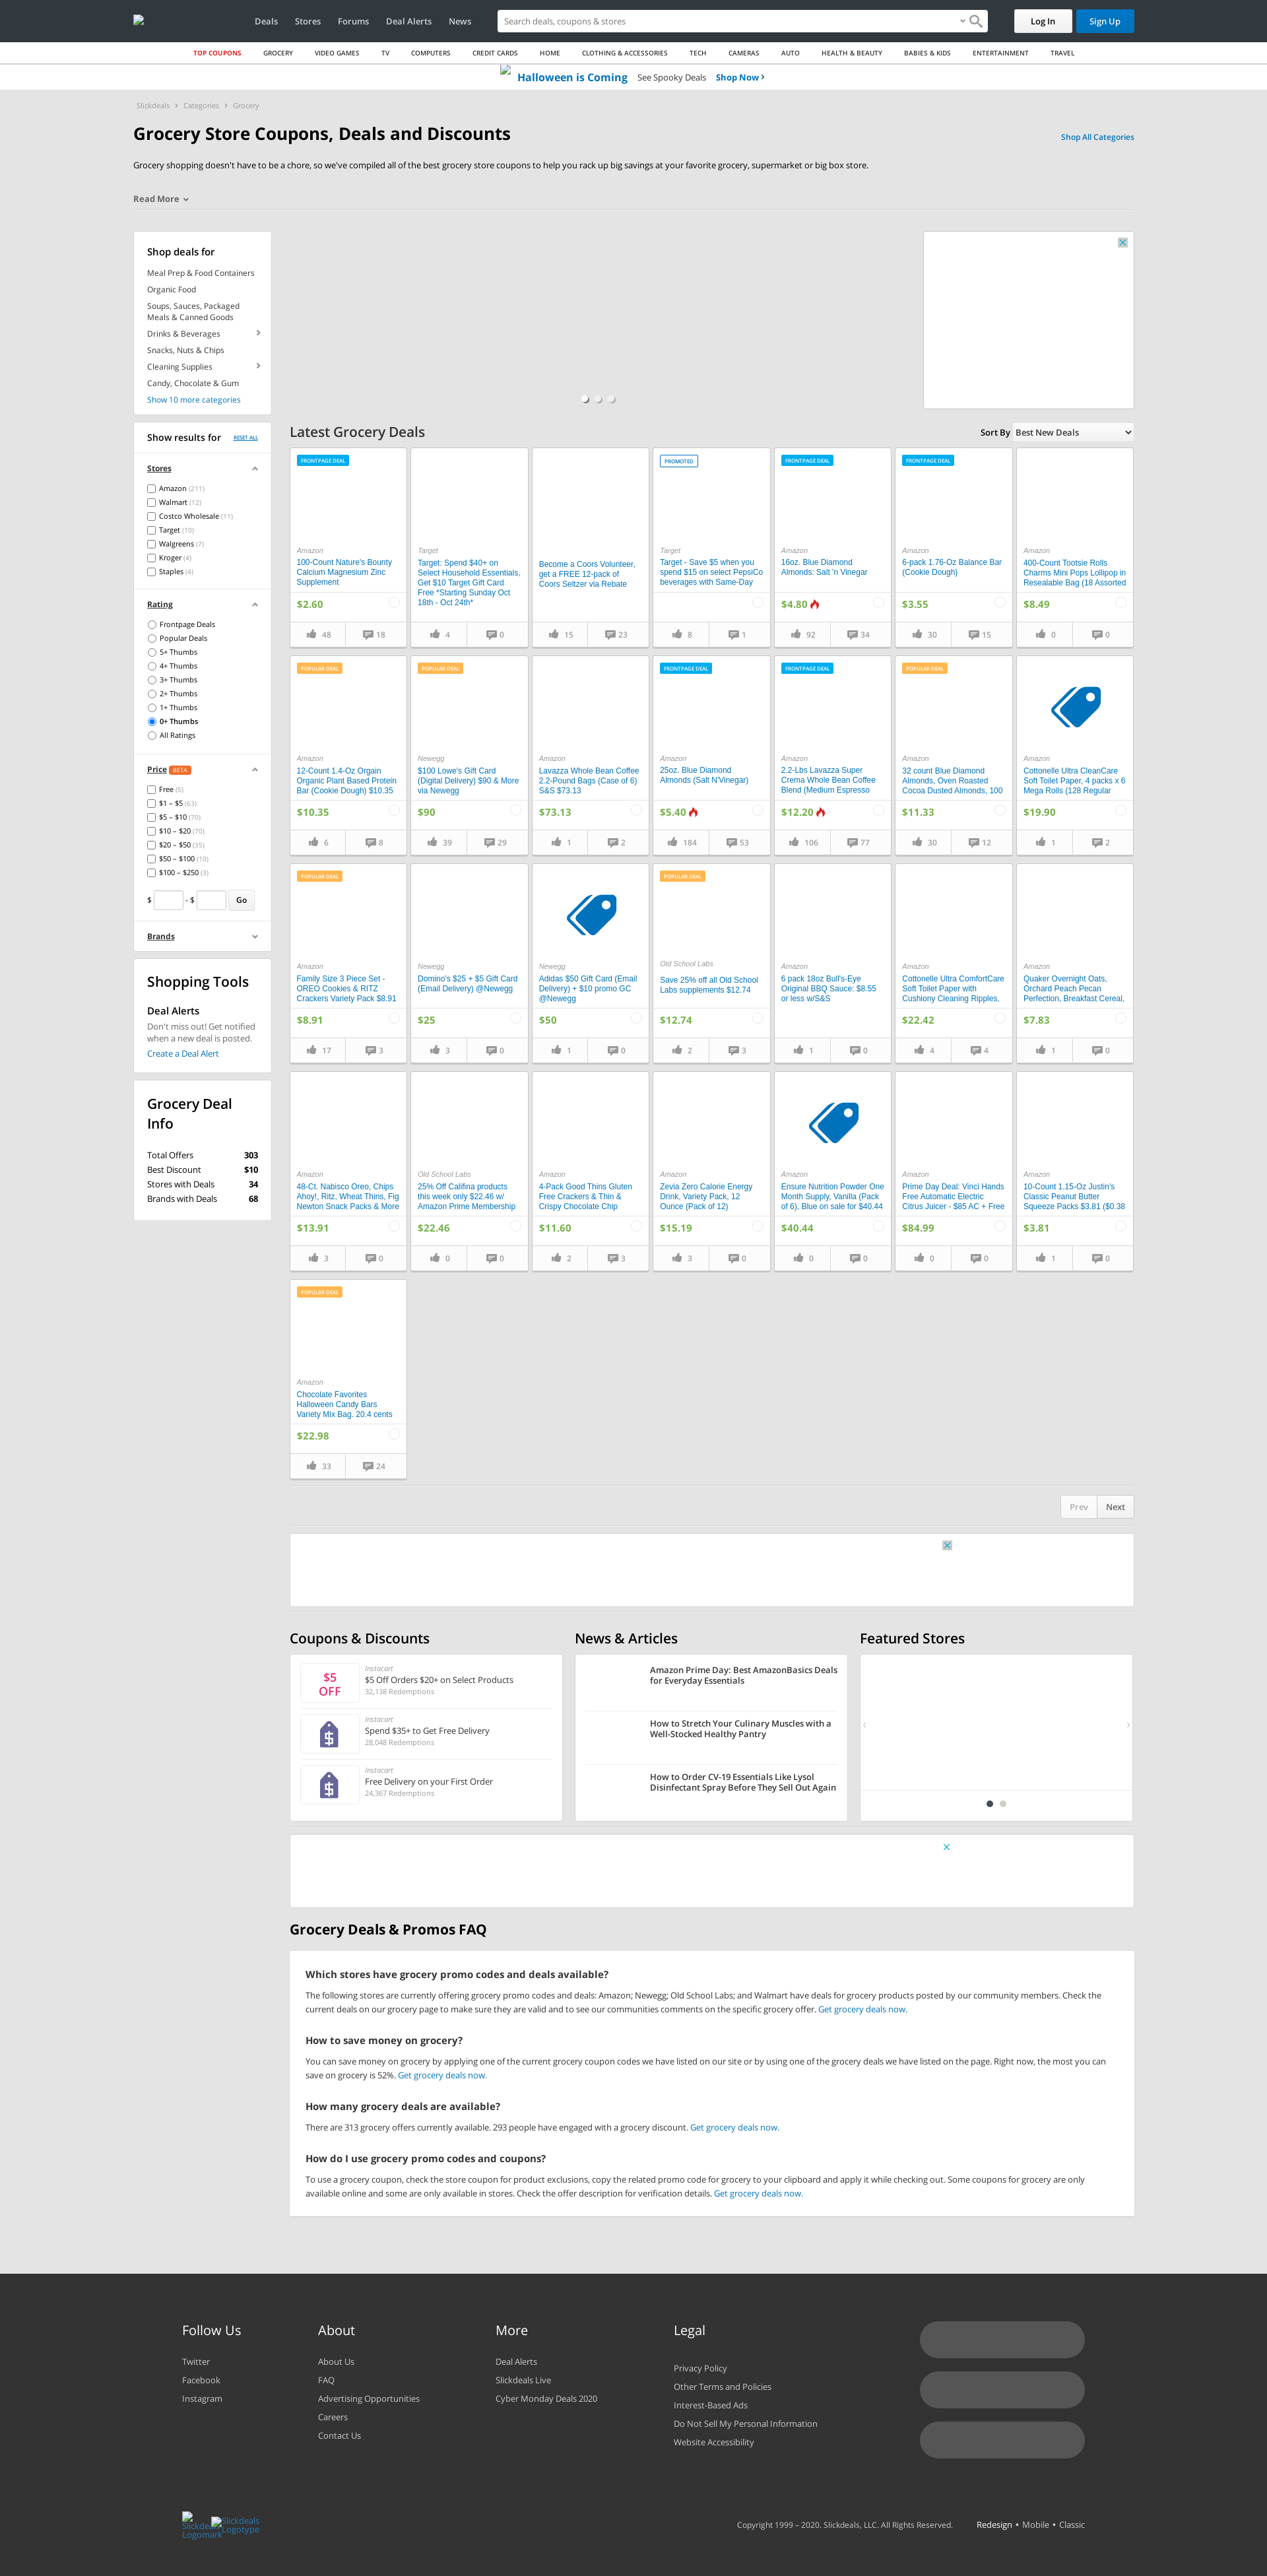 Deals
Stores
Forums
Deal Alerts
News
Search deals, coupons & stores
Log In
Sign Up
TOP COUPONS
GROCERY
VIDEO GAMES
TV
COMPUTERS
CREDIT CARDS
HOME
CLOTHING & ACCESSORIES
TECH
CAMERAS
AUTO
HEALTH & BEAUTY
BABIES & KIDS
ENTERTAINMENT
TRAVEL
Halloween is Coming
See Spooky Deals
Shop Now
Slickdeals
Categories
Grocery
Grocery Store Coupons, Deals and Discounts
Shop All Categories
Grocery shopping doesn't have to be a chore, so we've compiled all of the best grocery store coupons to help you rack up big savings at your favorite grocery, supermarket or big box store.
Read More
Shop deals for
Meal Prep & Food Containers
Organic Food
Soups, Sauces, Packaged
Meals & Canned Goods
Drinks & Beverages
Snacks, Nuts & Chips
Cleaning Supplies
Candy, Chocolate & Gum
Show 10 more categories
Show results for
RESET ALL
Stores
Amazon (211)
Walmart (12)
Costco Wholesale (11)
Target (10)
Walgreens (7)
Kroger (4)
Staples (4)
Rating
Frontpage Deals
Popular Deals
5+ Thumbs
4+ Thumbs
3+ Thumbs
2+ Thumbs
1+ Thumbs
0+ Thumbs
All Ratings
Price BETA
Free (5)
$1 – $5 (63)
$5 – $10 (70)
$10 – $20 (70)
$20 – $50 (35)
$50 – $100 (10)
$100 – $250 (3)
$ - $ Go
Brands
Shopping Tools
Deal Alerts
Don't miss out! Get notified
when a new deal is posted.
Create a Deal Alert
Grocery Deal
Info
Total Offers 303
Best Discount $10
Stores with Deals 34
Brands with Deals 68
Latest Grocery Deals
Sort By Best New Deals
FRONTPAGE DEAL
Amazon
100-Count Nature's Bounty
Calcium Magnesium Zinc
Supplement
$2.60
48 18
Target
Target: Spend $40+ on
Select Household Essentials,
Get $10 Target Gift Card
Free *Starting Sunday Oct
18th - Oct 24th*
4 0
Become a Coors Volunteer,
get a FREE 12-pack of
Coors Seltzer via Rebate
15 23
PROMOTED
Target
Target - Save $5 when you
spend $15 on select PepsiCo
beverages with Same-Day
8 1
FRONTPAGE DEAL
Amazon
16oz. Blue Diamond
Almonds: Salt 'n Vinegar
$4.80
92 34
FRONTPAGE DEAL
Amazon
6-pack 1.76-Oz Balance Bar
(Cookie Dough)
$3.55
30 15
Amazon
400-Count Tootsie Rolls
Charms Mini Pops Lollipop in
Resealable Bag (18 Assorted
$8.49
0 0
POPULAR DEAL
Amazon
12-Count 1.4-Oz Orgain
Organic Plant Based Protein
Bar (Cookie Dough) $10.35
$10.35
6 8
POPULAR DEAL
Newegg
$100 Lowe's Gift Card
(Digital Delivery) $90 & More
via Newegg
$90
39 29
Amazon
Lavazza Whole Bean Coffee
2.2-Pound Bags (Case of 6)
S&S $73.13
$73.13
1 2
FRONTPAGE DEAL
Amazon
25oz. Blue Diamond
Almonds (Salt N'Vinegar)
$5.40
184 53
FRONTPAGE DEAL
Amazon
2.2-Lbs Lavazza Super
Crema Whole Bean Coffee
Blend (Medium Espresso
$12.20
106 77
POPULAR DEAL
Amazon
32 count Blue Diamond
Almonds, Oven Roasted
Cocoa Dusted Almonds, 100
$11.33
30 12
Amazon
Cottonelle Ultra CleanCare
Soft Toilet Paper, 4 packs x 6
Mega Rolls (128 Regular
$19.90
1 2
POPULAR DEAL
Amazon
Family Size 3 Piece Set -
OREO Cookies & RITZ
Crackers Variety Pack $8.91
$8.91
17 3
Newegg
Domino's $25 + $5 Gift Card
(Email Delivery) @Newegg
$25
3 0
Newegg
Adidas $50 Gift Card (Email
Delivery) + $10 promo GC
@Newegg
$50
1 0
POPULAR DEAL
Old School Labs
Save 25% off all Old School
Labs supplements $12.74
$12.74
2 3
Amazon
6 pack 18oz Bull's-Eye
Original BBQ Sauce: $8.55
or less w/S&S
1 0
Amazon
Cottonelle Ultra ComfortCare
Soft Toilet Paper with
Cushiony Cleaning Ripples,
$22.42
4 4
Amazon
Quaker Overnight Oats,
Orchard Peach Pecan
Perfection, Breakfast Cereal,
$7.83
1 0
Amazon
48-Ct. Nabisco Oreo, Chips
Ahoy!, Ritz, Wheat Thins, Fig
Newton Snack Packs & More
$13.91
3 0
Old School Labs
25% Off Califina products
this week only $22.46 w/
Amazon Prime Membership
$22.46
0 0
Amazon
4-Pack Good Thins Gluten
Free Crackers & Thin &
Crispy Chocolate Chip
$11.60
2 3
Amazon
Zevia Zero Calorie Energy
Drink, Variety Pack, 12
Ounce (Pack of 12)
$15.19
3 0
Amazon
Ensure Nutrition Powder One
Month Supply, Vanilla (Pack
of 6), Blue on sale for $40.44
$40.44
0 0
Amazon
Prime Day Deal: Vinci Hands
Free Automatic Electric
Citrus Juicer - $85 AC + Free
$84.99
0 0
Amazon
10-Count 1.15-Oz Justin's
Classic Peanut Butter
Squeeze Packs $3.81 ($0.38
$3.81
1 0
POPULAR DEAL
Amazon
Chocolate Favorites
Halloween Candy Bars
Variety Mix Bag. 20.4 cents
$22.98
33 24
Prev Next
Coupons & Discounts
$5
OFF
Instacart
$5 Off Orders $20+ on Select Products
32,138 Redemptions
Instacart
Spend $35+ to Get Free Delivery
28,048 Redemptions
Instacart
Free Delivery on your First Order
24,367 Redemptions
News & Articles
Amazon Prime Day: Best AmazonBasics Deals
for Everyday Essentials
How to Stretch Your Culinary Muscles with a
Well-Stocked Healthy Pantry
How to Order CV-19 Essentials Like Lysol
Disinfectant Spray Before They Sell Out Again
Featured Stores
Grocery Deals & Promos FAQ
Which stores have grocery promo codes and deals available?
The following stores are currently offering grocery promo codes and deals: Amazon; Newegg; Old School Labs; and Walmart have deals for grocery products posted by our community members. Check the
current deals on our grocery page to make sure they are valid and to see our communities comments on the specific grocery offer. Get grocery deals now.
How to save money on grocery?
You can save money on grocery by applying one of the current grocery coupon codes we have listed on our site or by using one of the grocery deals we have listed on the page. Right now, the most you can
save on grocery is 52%. Get grocery deals now.
How many grocery deals are available?
There are 313 grocery offers currently available. 293 people have engaged with a grocery discount. Get grocery deals now.
How do I use grocery promo codes and coupons?
To use a grocery coupon, check the store coupon for product exclusions, copy the related promo code for grocery to your clipboard and apply it while checking out. Some coupons for grocery are only
available online and some are only available in stores. Check the offer description for verification details. Get grocery deals now.
Follow Us
Twitter
Facebook
Instagram
About
About Us
FAQ
Advertising Opportunities
Careers
Contact Us
More
Deal Alerts
Slickdeals Live
Cyber Monday Deals 2020
Legal
Privacy Policy
Other Terms and Policies
Interest-Based Ads
Do Not Sell My Personal Information
Website Accessibility
Slickdeals
Logomark
Slickdeals
Logotype
Copyright 1999 – 2020. Slickdeals, LLC. All Rights Reserved.
Redesign • Mobile • Classic